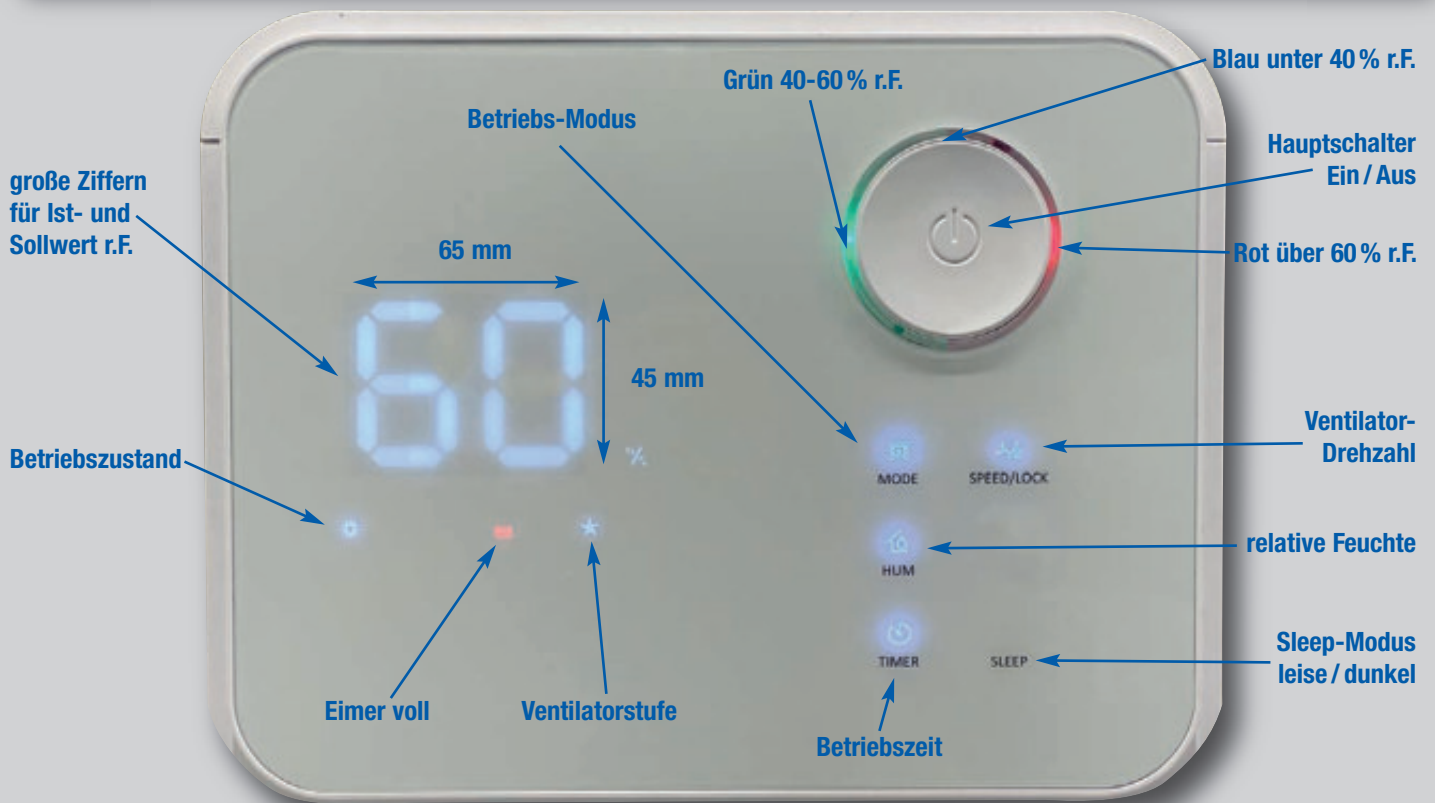 Blau unter 40 % r.F.
Grün 40-60 % r.F.
Betriebs-Modus
Hauptschalter
Ein / Aus
große Ziffern
für Ist- und
Sollwert r.F.
65 mm
Rot über 60 % r.F.
60
45 mm
%
Ventilator-
Drehzahl
Betriebszustand
MODE
SPEED/LOCK
relative Feuchte
HUM
Sleep-Modus
leise / dunkel
TIMER
SLEEP
Eimer voll
Ventilatorstufe
Betriebszeit